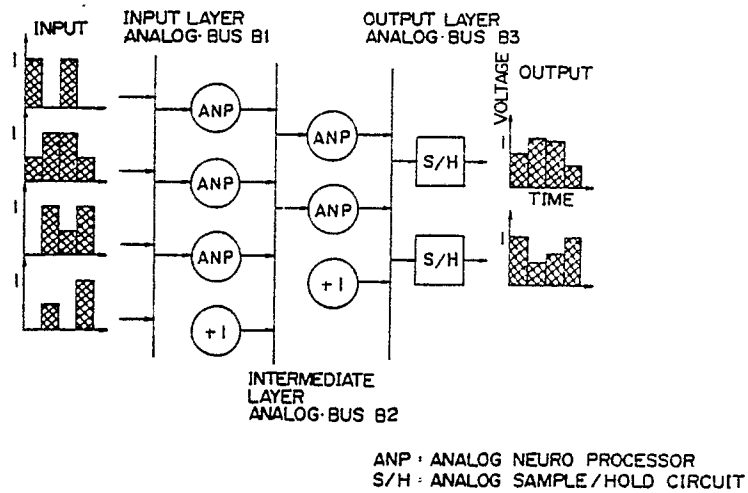 INPUT
INPUT LAYER
ANALOG·BUS B1
OUTPUT LAYER
ANALOG·BUS B3
VOLTAGE
OUTPUT
1
1
1
1
ANP
ANP
ANP
+1
ANP
ANP
+1
S/H
S/H
1
TIME
1
INTERMEDIATE
LAYER
ANALOG·BUS B2
ANP : ANALOG NEURO PROCESSOR
S/H : ANALOG SAMPLE/HOLD CIRCUIT